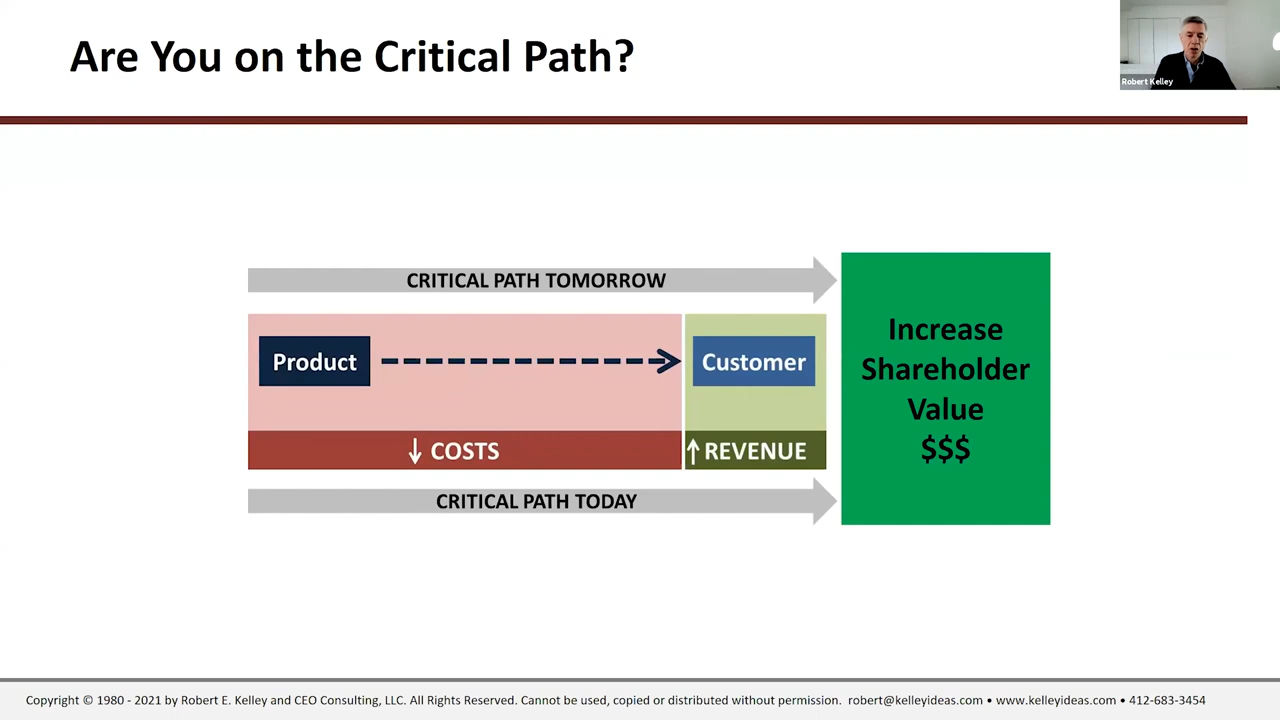 Are You on the Critical Path?
Robert Kelley
CRITICAL PATH TOMORROW
Product
Customer
↓ COSTS
↑ REVENUE
CRITICAL PATH TODAY
Increase
Shareholder
Value
$$$
Copyright © 1980 - 2021 by Robert E. Kelley and CEO Consulting, LLC. All Rights Reserved. Cannot be used, copied or distributed without permission. robert@kelleyideas.com • www.kelleyideas.com • 412-683-3454